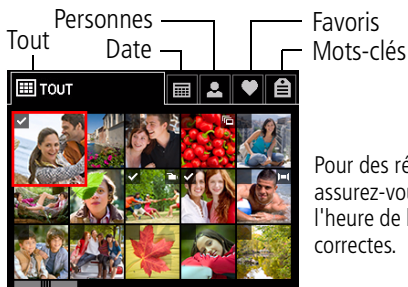 Personnes
Favoris
Tout
Date
Mots-clés
TOUT
Pour des ré
assurez-vou
l'heure de l
correctes.